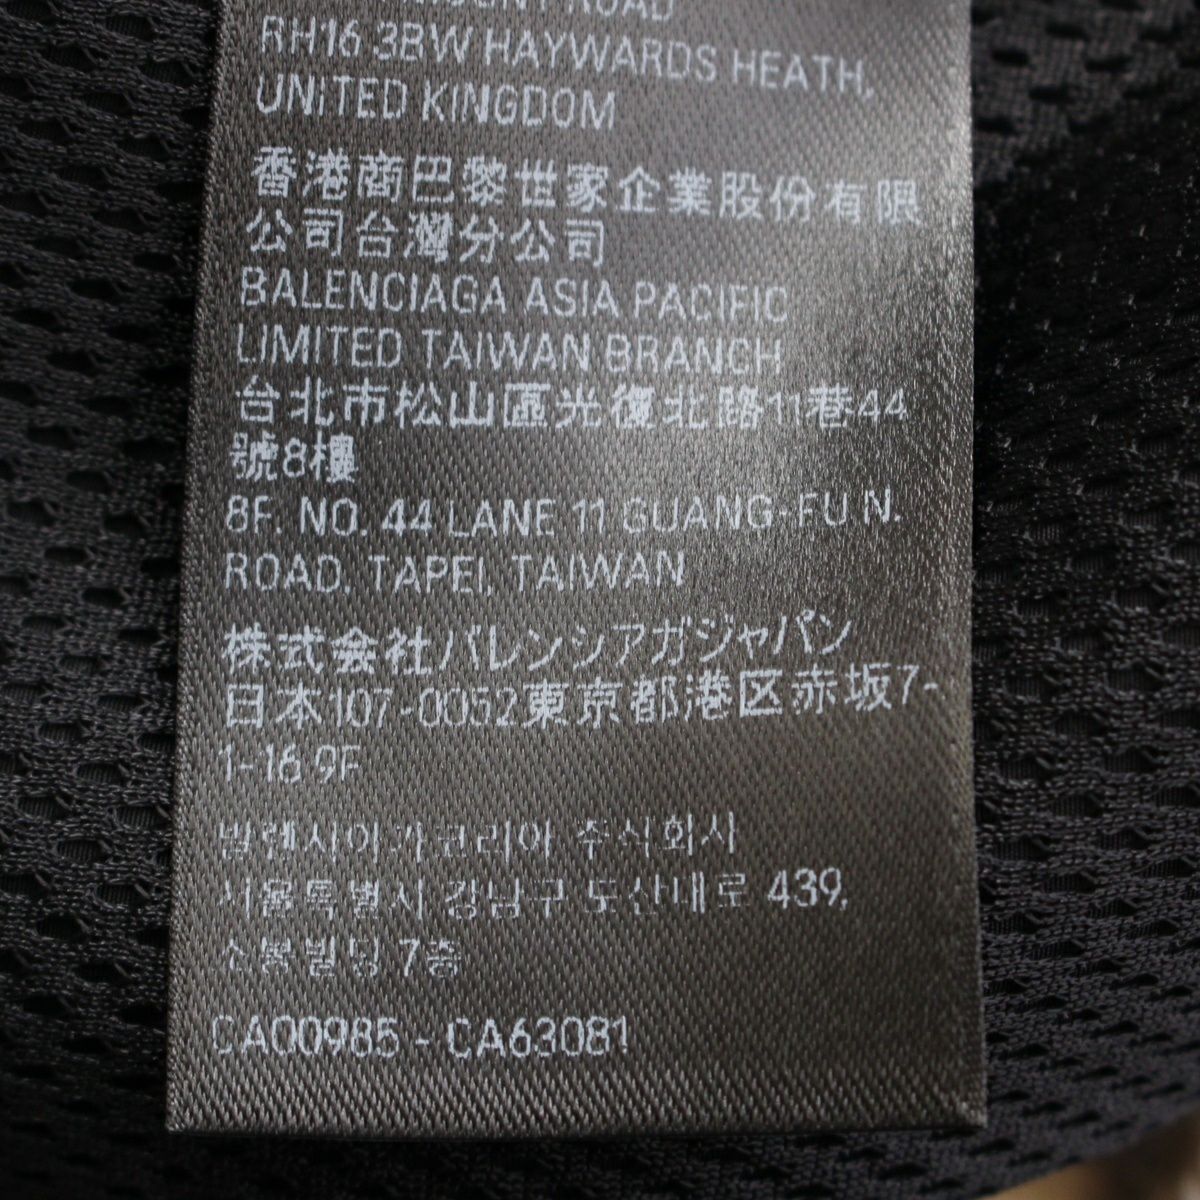 ROAD
RH16 3BW HAYWARDS HEATH,
UNITED KINGDOM
香港商巴黎世家企業股份有限
公司台灣分公司
BALENCIAGA ASIA PACIFIC
LIMITED TAIWAN BRANCH
台北市松山區光復北路11巷44
號8樓
8F. NO. 44 LANE 11 GUANG-FU N.
ROAD, TAPEI, TAIWAN
株式会社バレンシアガジャパン
日本107-0052東京都港区赤坂7-
1-16 9F
발렌시아가코리아 주식회사
서울특별시 강남구 도산대로 439,
빌딩 7층
CA00985 - CA63081